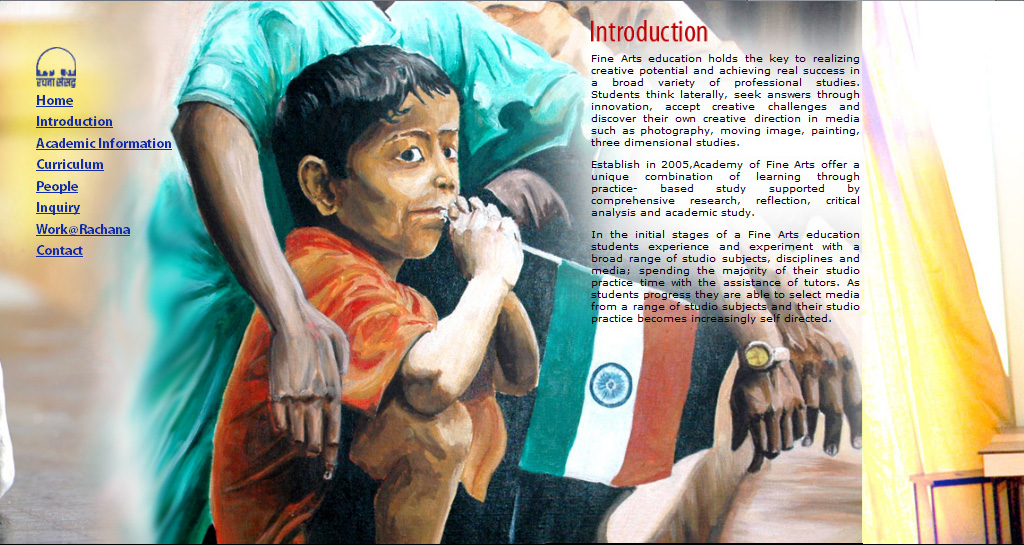 रचना संसद
Home
Introduction
Academic Information
Curriculum
People
Inquiry
Work@Rachana
Contact
Introduction
Fine Arts education holds the key to realizing
creative potential and achieving real success in
a broad variety of professional studies.
Students think laterally, seek answers through
innovation, accept creative challenges and
discover their own creative direction in media
such as photography, moving image, painting,
three dimensional studies.
Establish in 2005,Academy of Fine Arts offer a
unique combination of learning through
practice- based study supported by
comprehensive research, reflection, critical
analysis and academic study.
In the initial stages of a Fine Arts education
students experience and experiment with a
broad range of studio subjects, disciplines and
media; spending the majority of their studio
practice time with the assistance of tutors. As
students progress they are able to select media
from a range of studio subjects and their studio
practice becomes increasingly self directed.